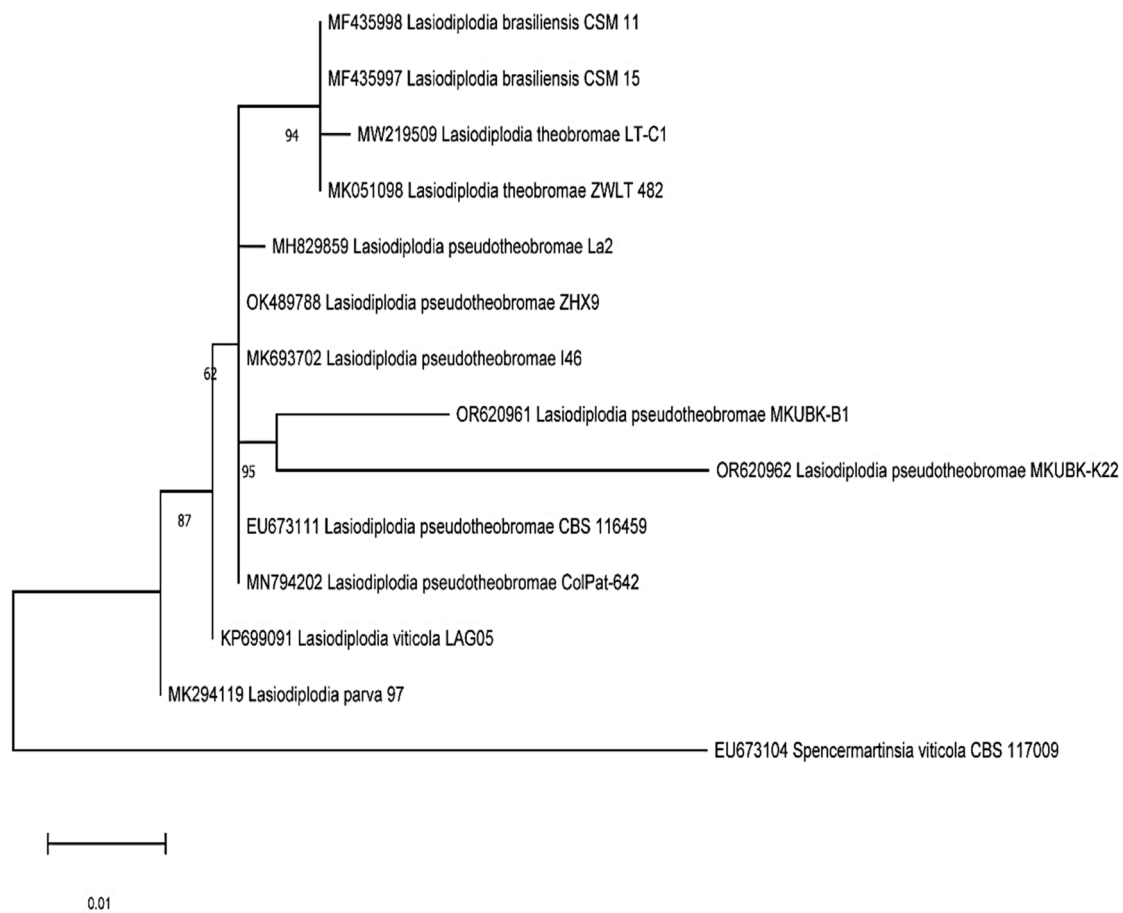 MF435998 Lasiodiplodia brasiliensis CSM 11
MF435997 Lasiodiplodia brasiliensis CSM 15
94
MW219509 Lasiodiplodia theobromae LT-C1
MK051098 Lasiodiplodia theobromae ZWLT 482
MH829859 Lasiodiplodia pseudotheobromae La2
OK489788 Lasiodiplodia pseudotheobromae ZHX9
MK693702 Lasiodiplodia pseudotheobromae I46
62
OR620961 Lasiodiplodia pseudotheobromae MKUBK-B1
95
OR620962 Lasiodiplodia pseudotheobromae MKUBK-K22
87
EU673111 Lasiodiplodia pseudotheobromae CBS 116459
MN794202 Lasiodiplodia pseudotheobromae ColPat-642
KP699091 Lasiodiplodia viticola LAG05
MK294119 Lasiodiplodia parva 97
EU673104 Spencermartinsia viticola CBS 117009
0.01